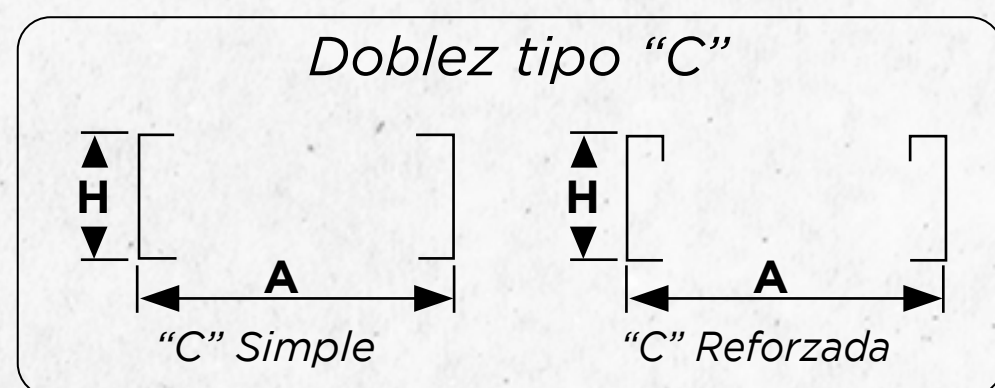 Doblez tipo “C”
H
A
“C” Simple
H
A
“C” Reforzada